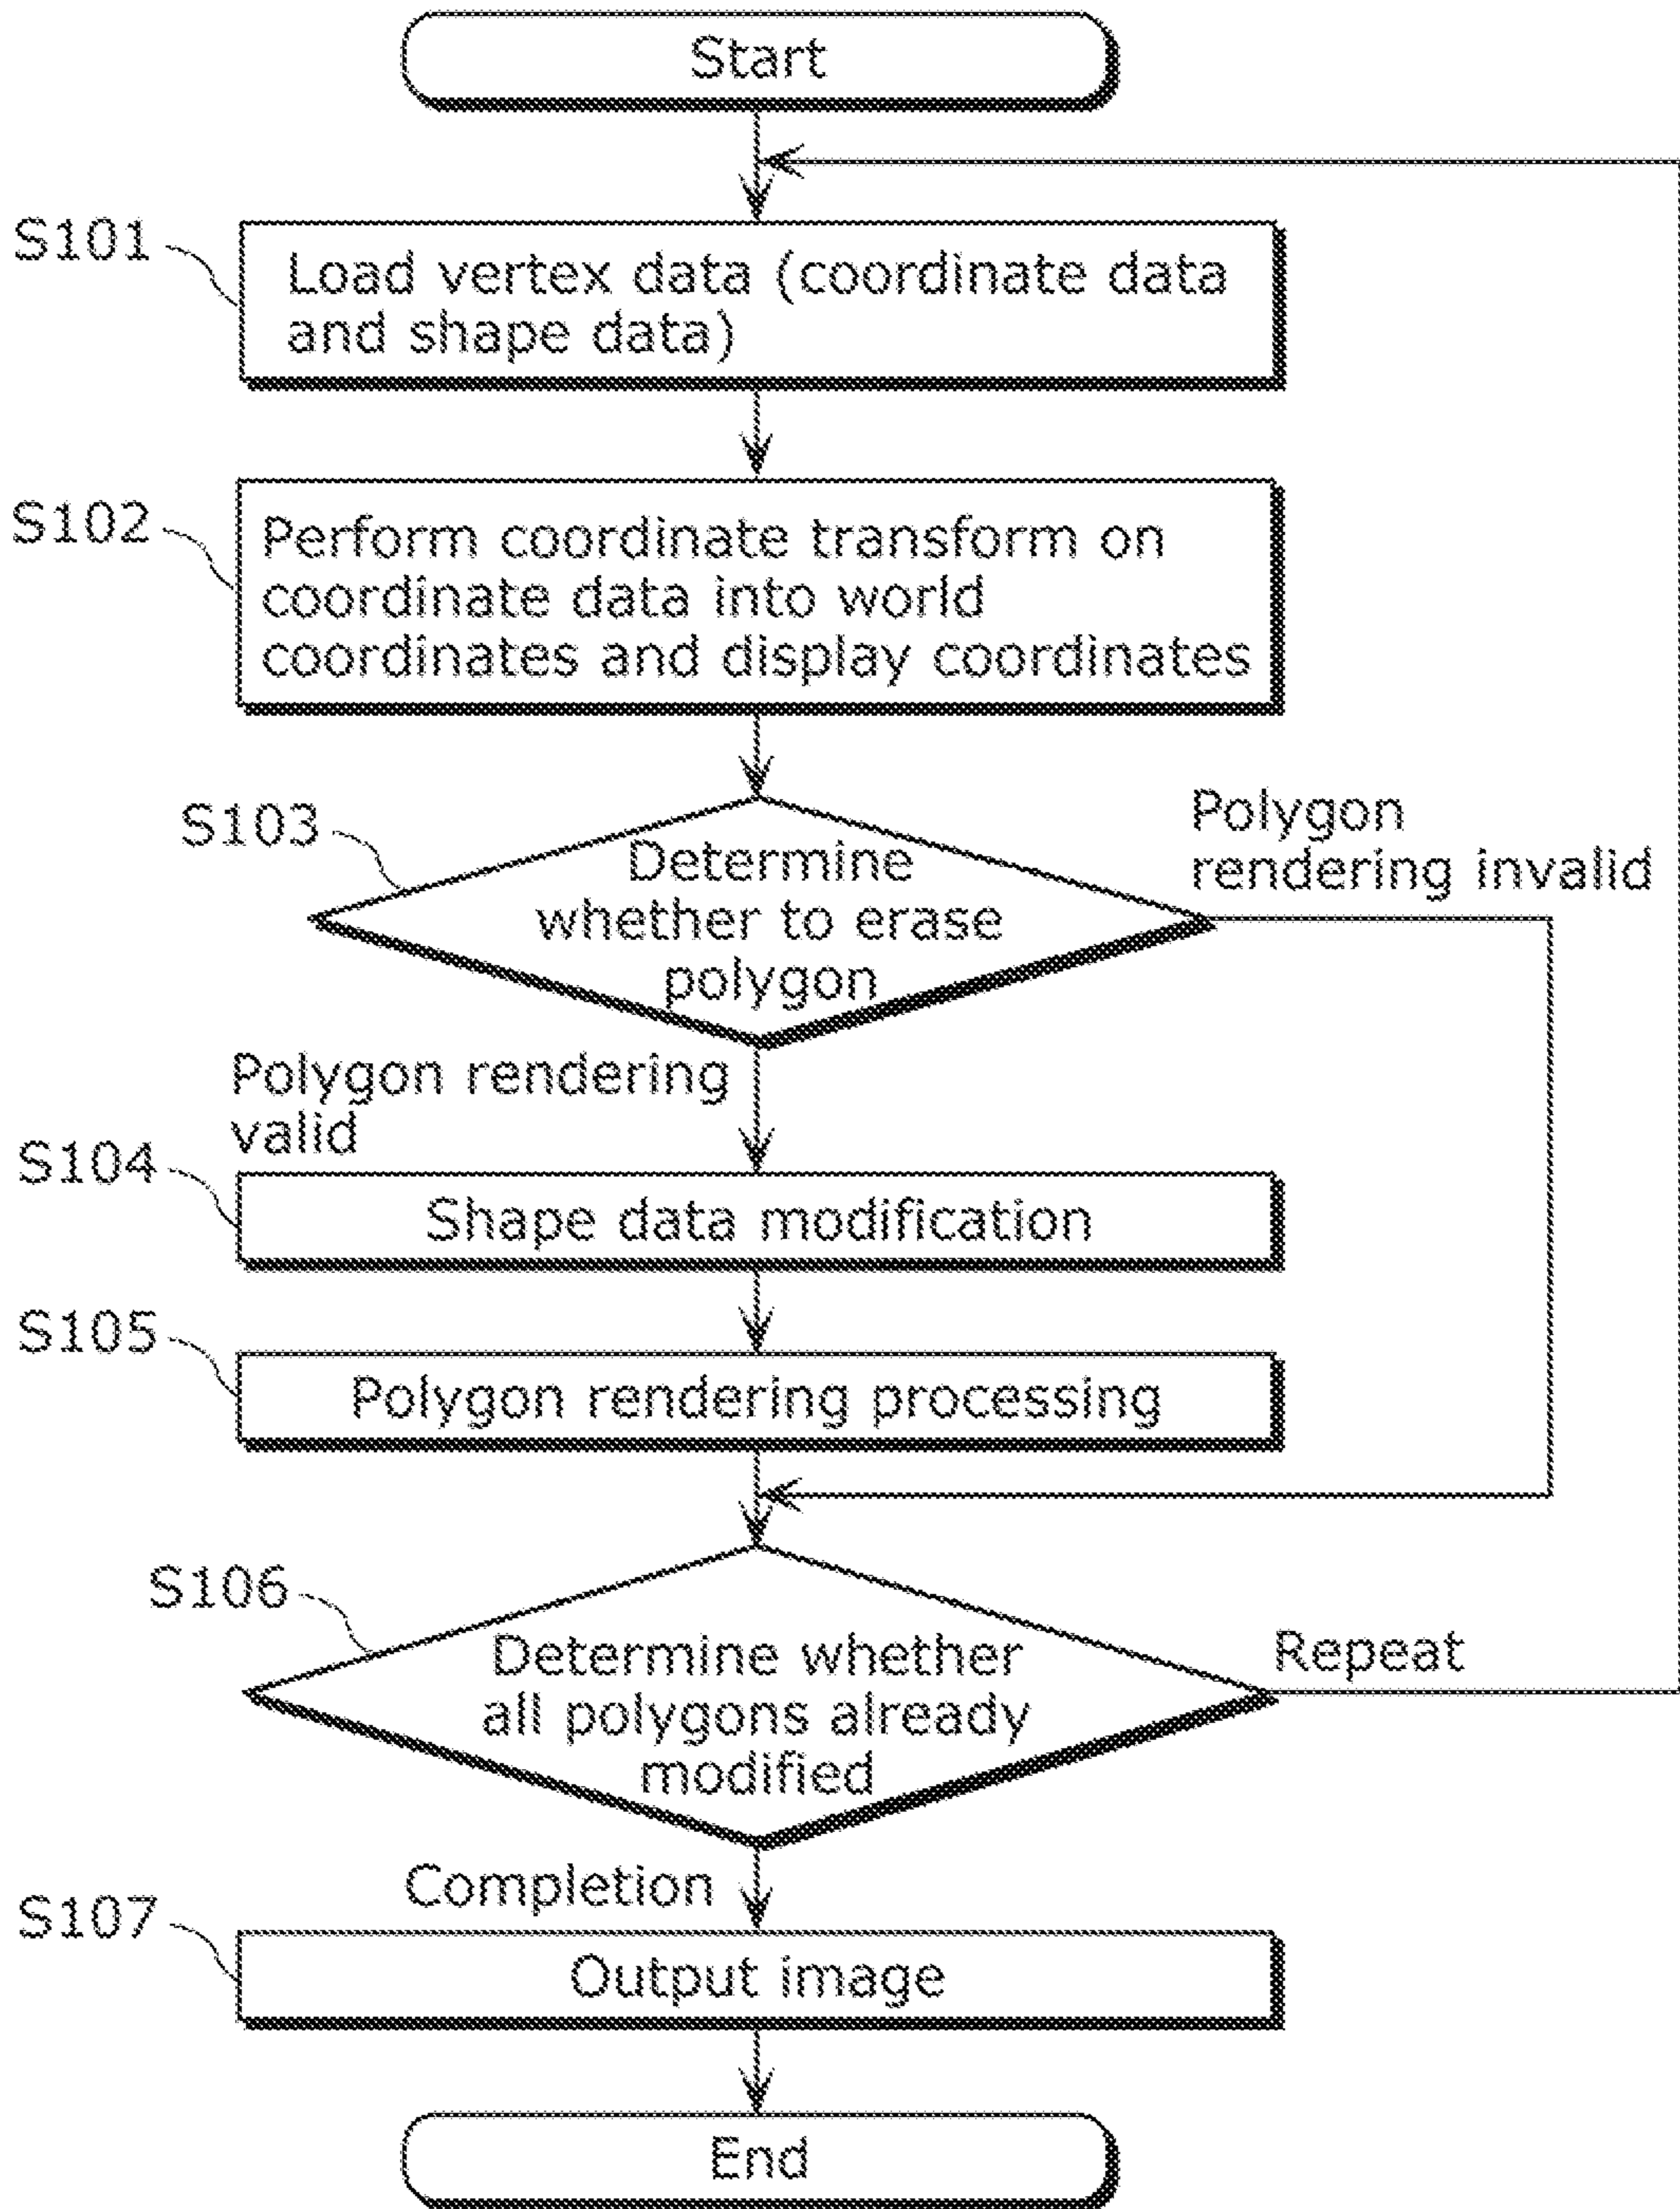 Start
S101
Load vertex data (coordinate data
and shape data)
S102
Perform coordinate transform on
coordinate data into world
coordinates and display coordinates
S103
Determine
whether to erase
polygon
Polygon
rendering invalid
Polygon rendering
valid
S104
Shape data modification
S105
Polygon rendering processing
S106
Determine whether
all polygons already
modified
Repeat
Completion
S107
Output image
End